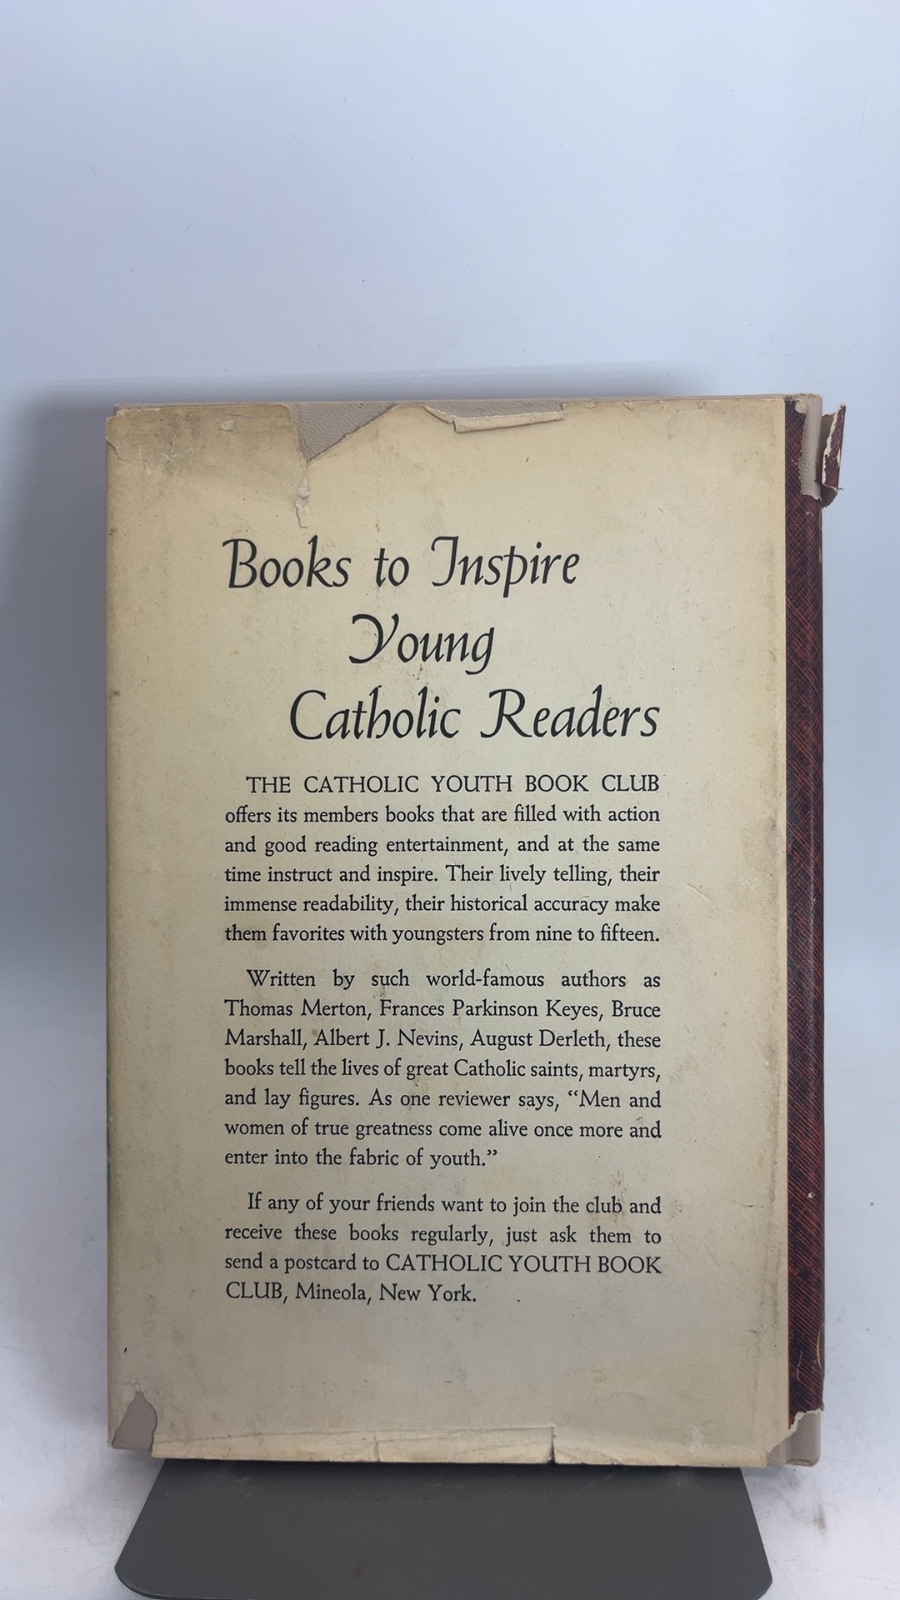 Books to Inspire
Young
Catholic Readers
THE CATHOLIC YOUTH BOOK CLUB
offers its members books that are filled with action
and good reading entertainment, and at the same
time instruct and inspire. Their lively telling, their
immense readability, their historical accuracy make
them favorites with youngsters from nine to fifteen.
Written by such world-famous authors as
Thomas Merton, Frances Parkinson Keyes, Bruce
Marshall, Albert J. Nevins, August Derleth, these
books tell the lives of great Catholic saints, martyrs,
and lay figures. As one reviewer says, “Men and
women of true greatness come alive once more and
enter into the fabric of youth.”
If any of your friends want to join the club and
receive these books regularly, just ask them to
send a postcard to CATHOLIC YOUTH BOOK
CLUB, Mineola, New York.